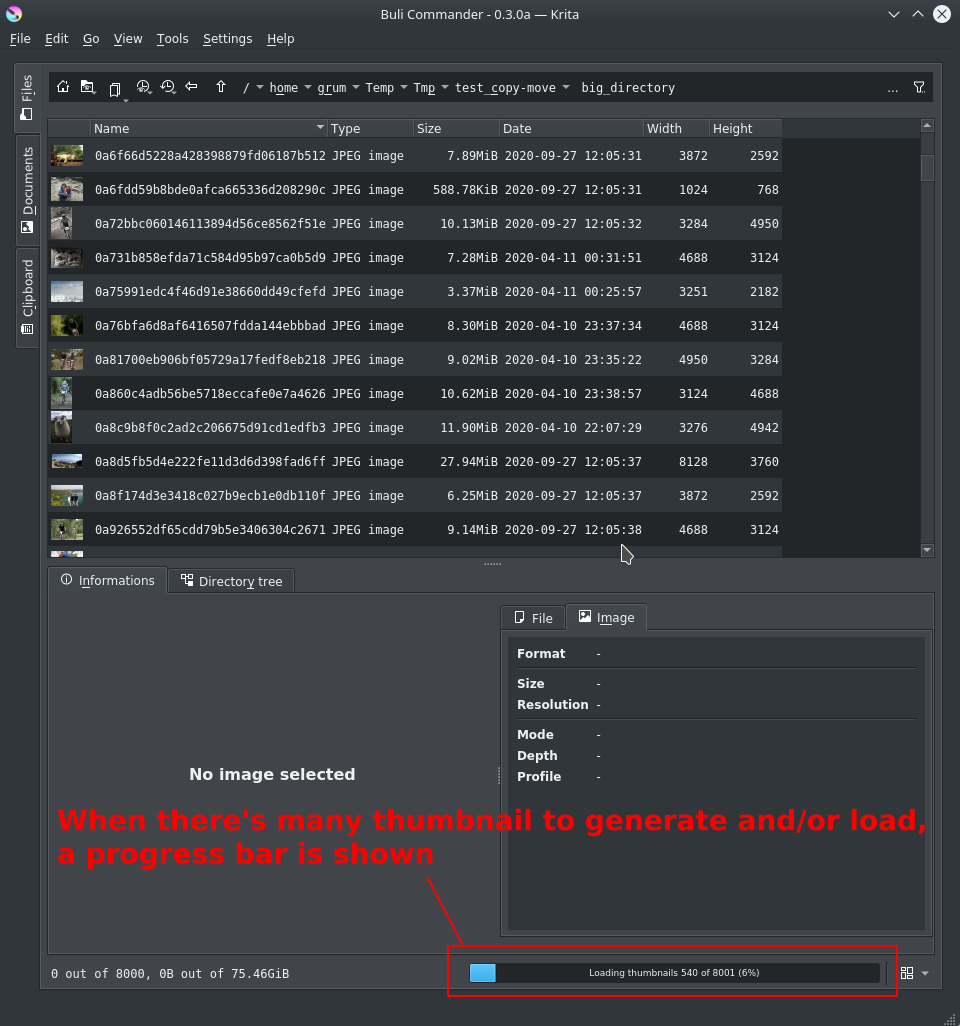 Buli Commander - 0.3.0a — Krita
File Edit Go View Tools Settings Help
Files
Documents
Clipboard
/ home grum Temp Tmp test_copy-move big_directory ...
Name Type Size Date Width Height
0a6f66d5228a428398879fd06187b512 JPEG image 7.89MiB 2020-09-27 12:05:31 3872 2592
0a6fdd59b8bde0afca665336d208290c JPEG image 588.78KiB 2020-09-27 12:05:31 1024 768
0a72bbc060146113894d56ce8562f51e JPEG image 10.13MiB 2020-09-27 12:05:32 3284 4950
0a731b858efda71c584d95b97ca0b5d9 JPEG image 7.28MiB 2020-04-11 00:31:51 4688 3124
0a75991edc4f46d91e38660dd49cfefd JPEG image 3.37MiB 2020-04-11 00:25:57 3251 2182
0a76bfa6d8af6416507fdda144ebbbad JPEG image 8.30MiB 2020-04-10 23:37:34 4688 3124
0a81700eb906bf05729a17fedf8eb218 JPEG image 9.02MiB 2020-04-10 23:35:22 4950 3284
0a860c4adb56be5718eccafe0e7a4626 JPEG image 10.62MiB 2020-04-10 23:38:57 3124 4688
0a8c9b8f0c2ad2c206675d91cd1edfb3 JPEG image 11.90MiB 2020-04-10 22:07:29 3276 4942
0a8d5fb5d4e222fe11d3d6d398fad6ff JPEG image 27.94MiB 2020-09-27 12:05:37 8128 3760
0a8f174d3e3418c027b9ecb1e0db110f JPEG image 6.25MiB 2020-09-27 12:05:37 3872 2592
0a926552df65cdd79b5e3406304c2671 JPEG image 9.14MiB 2020-09-27 12:05:38 4688 3124
Informations Directory tree
File Image
Format -
Size -
Resolution -
Mode -
Depth -
Profile -
No image selected
When there's many thumbnail to generate and/or load,
a progress bar is shown
0 out of 8000, 0B out of 75.46GiB
Loading thumbnails 540 of 8001 (6%)